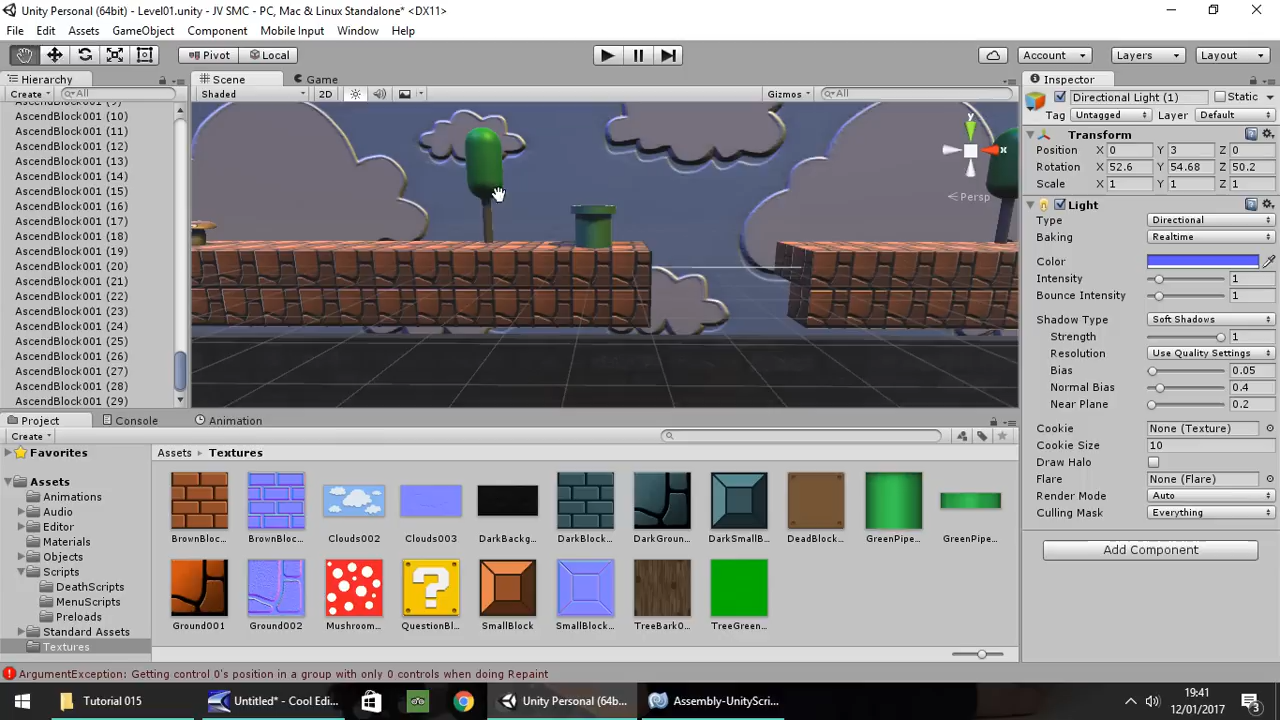 Unity Personal (64bit) - Level01.unity - JV SMC - PC, Mac & Linux Standalone* <DX11>
File Edit Assets GameObject Component Mobile Input Window Help
Pivot Local Account Layers Layout
Hierarchy Scene Game Inspector
Create All Shaded 2D Gizmos All
Directional Light (1) Static
Tag Untagged Layer Default
AscendBlock001 (9)
AscendBlock001 (10)
AscendBlock001 (11)
AscendBlock001 (12)
AscendBlock001 (13)
AscendBlock001 (14)
AscendBlock001 (15)
AscendBlock001 (16)
AscendBlock001 (17)
AscendBlock001 (18)
AscendBlock001 (19)
AscendBlock001 (20)
AscendBlock001 (21)
AscendBlock001 (22)
AscendBlock001 (23)
AscendBlock001 (24)
AscendBlock001 (25)
AscendBlock001 (26)
AscendBlock001 (27)
AscendBlock001 (28)
AscendBlock001 (29)
y
x
Persp
Transform
Position X 0 Y 3 Z 0
Rotation X 52.6 Y 54.68 Z 50.2
Scale X 1 Y 1 Z 1
Light
Type Directional
Baking Realtime
Color
Intensity 1
Bounce Intensity 1
Shadow Type Soft Shadows
Strength 1
Resolution Use Quality Settings
Bias 0.05
Normal Bias 0.4
Near Plane 0.2
Cookie None (Texture)
Cookie Size 10
Draw Halo
Flare None (Flare)
Render Mode Auto
Culling Mask Everything
Add Component
Project Console Animation
Create
Favorites
Assets
Animations
Audio
Editor
Materials
Objects
Scripts
DeathScripts
MenuScripts
Preloads
Standard Assets
Textures
Assets Textures
BrownBloc... BrownBloc... Clouds002 Clouds003 DarkBackg... DarkBlock... DarkGroun... DarkSmallB... DeadBlock... GreenPipe... GreenPipe...
Ground001 Ground002 Mushroom... QuestionBl... SmallBlock SmallBlock... TreeBark0... TreeGreen...
ArgumentException: Getting control 0's position in a group with only 0 controls when doing Repaint
Tutorial 015 Untitled* - Cool Edi... Unity Personal (64b... Assembly-UnityScri...
19:41
12/01/2017
3